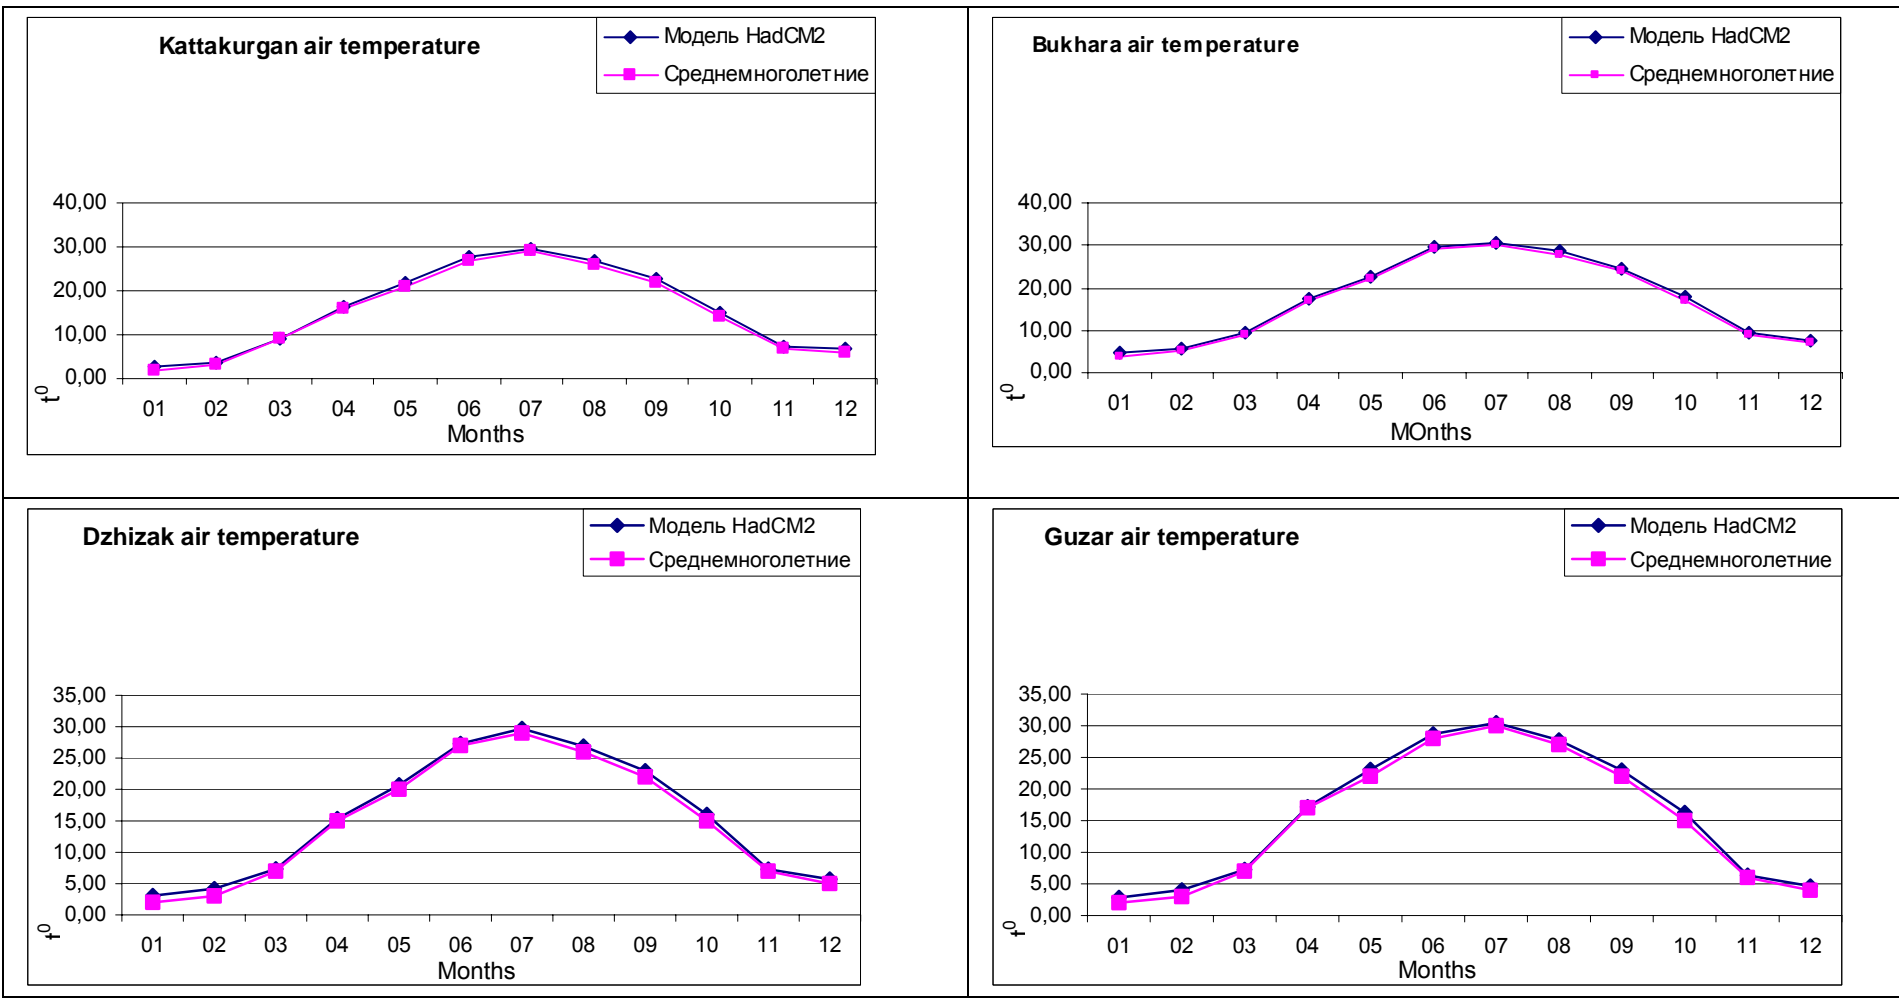 Kattakurgan air temperature
Модель HadCM2
Среднемноголетние
40,00
30,00
20,00
10,00
0,00
t0
01 02 03 04 05 06 07 08 09 10 11 12
Months
Bukhara air temperature
Модель HadCM2
Среднемноголетние
40,00
30,00
20,00
10,00
0,00
t0
01 02 03 04 05 06 07 08 09 10 11 12
MOnths
Dzhizak air temperature
Модель HadCM2
Среднемноголетние
35,00
30,00
25,00
20,00
15,00
10,00
5,00
0,00
t0
01 02 03 04 05 06 07 08 09 10 11 12
Months
Guzar air temperature
Модель HadCM2
Среднемноголетние
35,00
30,00
25,00
20,00
15,00
10,00
5,00
0,00
t0
01 02 03 04 05 06 07 08 09 10 11 12
Months